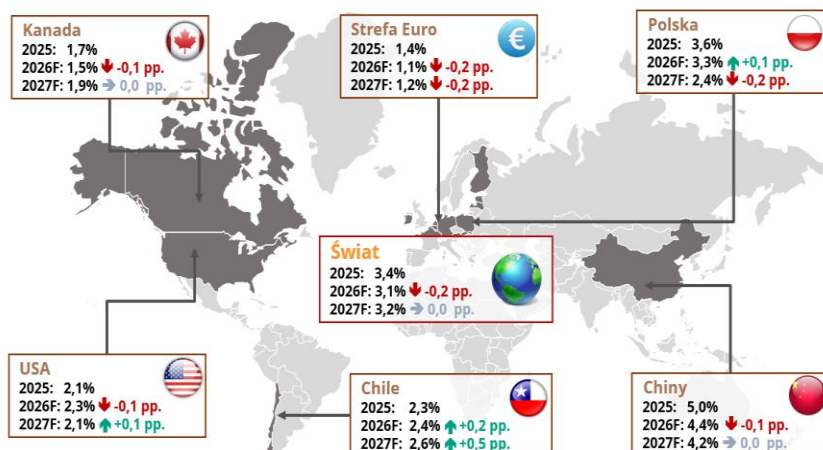 Kanada
2025: 1,7%
2026F: 1,5% -0,1 pp.
2027F: 1,9% 0,0 pp.
Strefa Euro
€
2025: 1,4%
2026F: 1,1% -0,2 pp.
2027F: 1,2% -0,2 pp.
Polska
2025: 3,6%
2026F: 3,3% +0,1 pp.
2027F: 2,4% -0,2 pp.
Świat
2025: 3,4%
2026F: 3,1% -0,2 pp.
2027F: 3,2% 0,0 pp.
USA
2025: 2,1%
2026F: 2,3% -0,1 pp.
2027F: 2,1% +0,1 pp.
Chile
2025: 2,3%
2026F: 2,4% +0,2 pp.
2027F: 2,6% +0,5 pp.
Chiny
2025: 5,0%
2026F: 4,4% -0,1 pp.
2027F: 4,2% 0,0 pp.